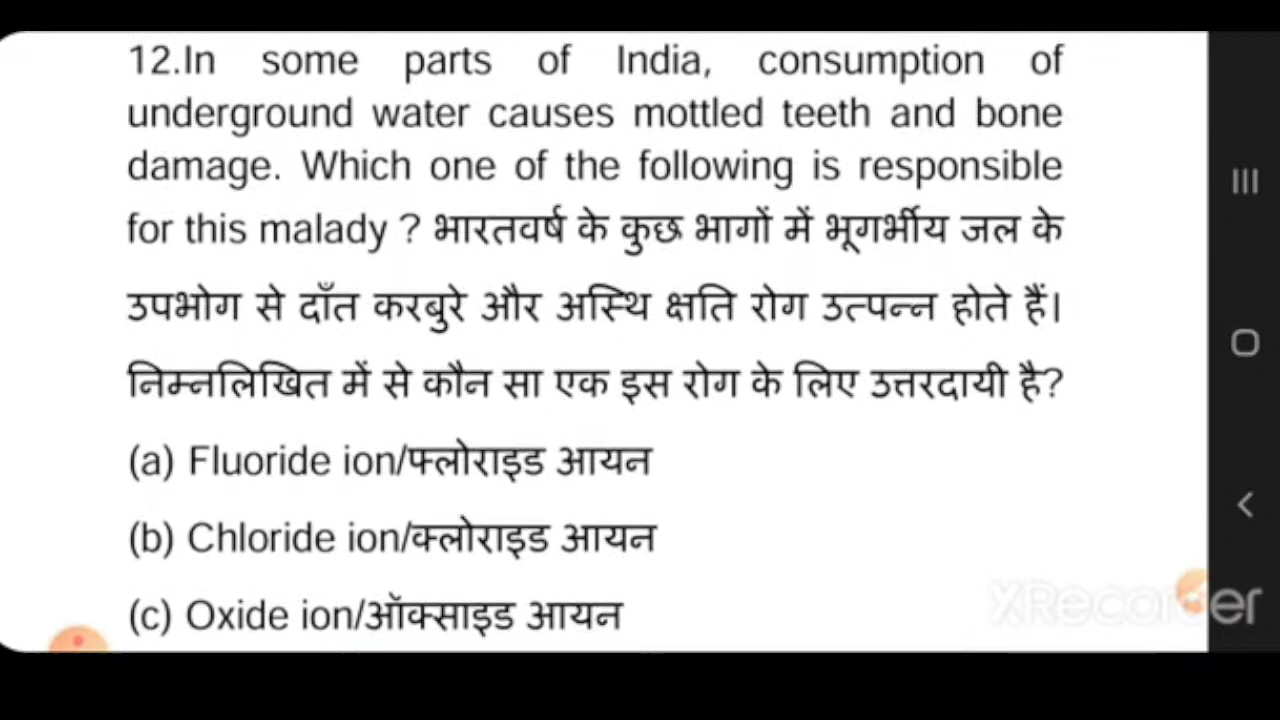 12.In some parts of India, consumption of
underground water causes mottled teeth and bone
damage. Which one of the following is responsible
for this malady ? भारतवर्ष के कुछ भागों में भूगर्भीय जल के
उपभोग से दाँत करबुरे और अस्थि क्षति रोग उत्पन्न होते हैं।
निम्नलिखित में से कौन सा एक इस रोग के लिए उत्तरदायी है?
(a) Fluoride ion/फ्लोराइड आयन
(b) Chloride ion/क्लोराइड आयन
(c) Oxide ion/ऑक्साइड आयन
XRecorder